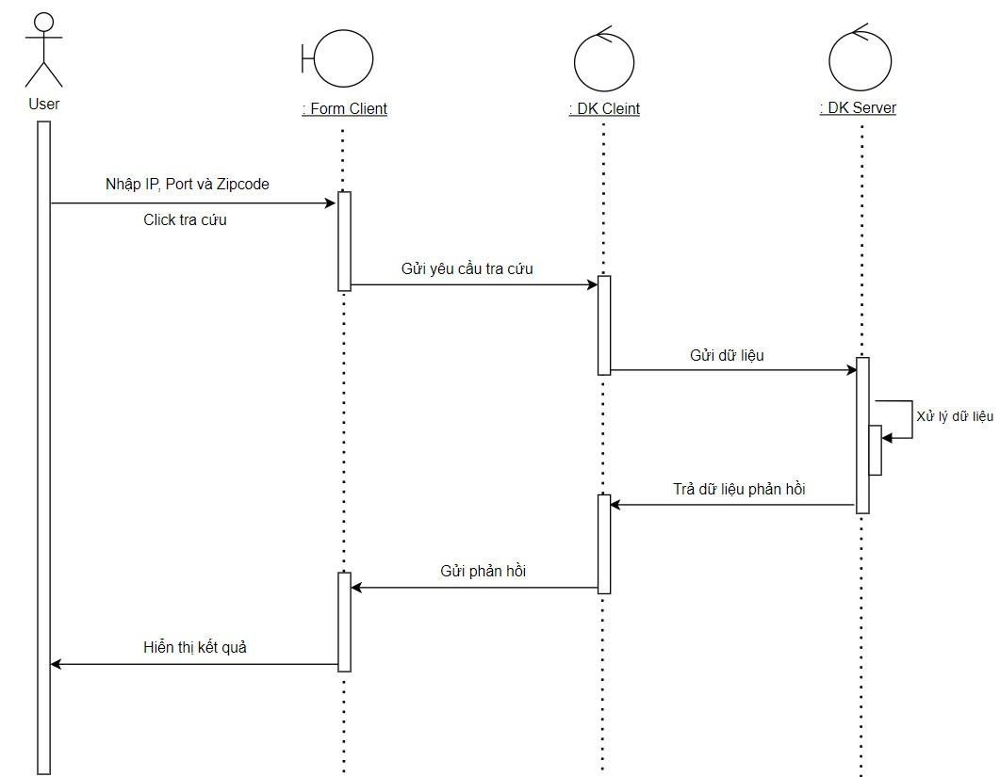 User
: Form Client
: DK Cleint
: DK Server
Nhập IP, Port và Zipcode
Click tra cứu
Gửi yêu cầu tra cứu
Gửi dữ liệu
Xử lý dữ liệu
Trả dữ liệu phản hồi
Gửi phản hồi
Hiển thị kết quả